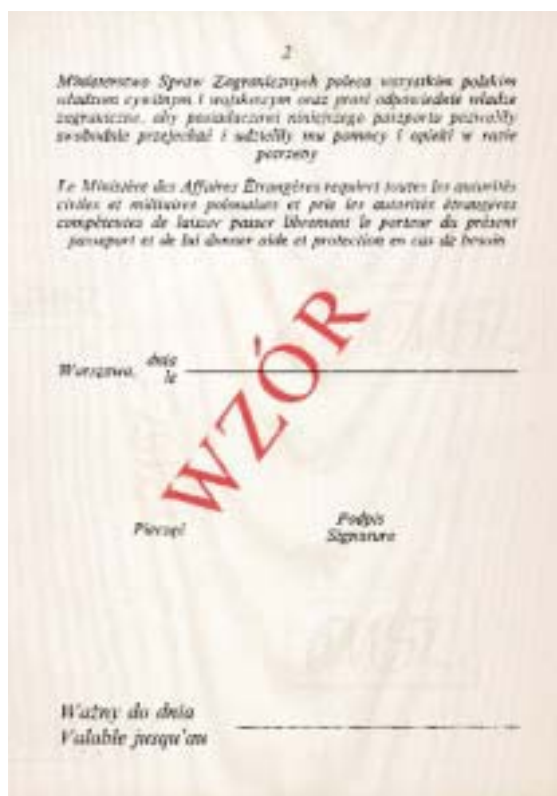 2
Ministerstwo Spraw Zagranicznych poleca wszystkim polskim
władzom cywilnym i wojskowym oraz prosi odpowiednie władze
zagraniczne, aby posiadaczowi niniejszego paszportu pozwoliły
swobodnie przejechać i udzieliły mu pomocy i opieki w razie
potrzeby
Le Ministère des Affaires Étrangères requiert toutes les autorités
civiles et militaires polonaises et prie les autorités étrangères
compétentes de laisser passer librement le porteur du présent
passeport et de lui donner aide et protection en cas de besoin
WZÓR
Warszawa, dnia
le
Pieczęć
Podpis
Signature
Ważny do dnia
Valable jusqu'au